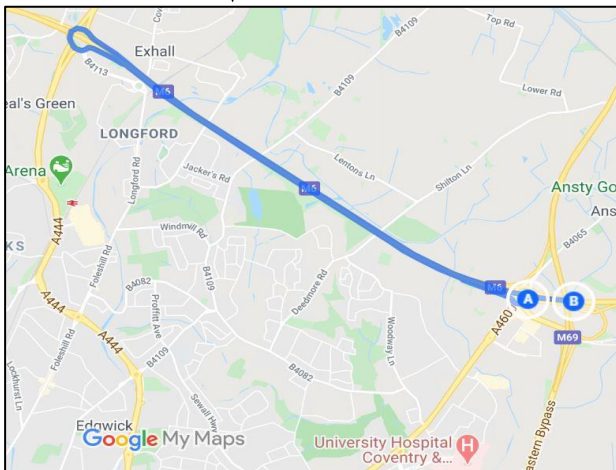 Exhall
Top Rd
B4109
Lower Rd
B4113
M6
eal's Green
LONGFORD
B4109
Arena
Longford Rd
Jacker's Rd
Lentons Ln
M6
Shilton Ln
Ansty Go
Ans
A444
KS
Foleshill Rd
Windmill Rd
B4065
B4082
B4109
Deedmore Rd
M6
A
B
A444
Proffitt Ave
A460
M69
Foleshill Rd
A444
Woodway Ln
Lockhurst Ln
B4109
B4082
Sewall Hwy
Edgwick
Google My Maps
University Hospital
Coventry &...
H
eastern Bypass